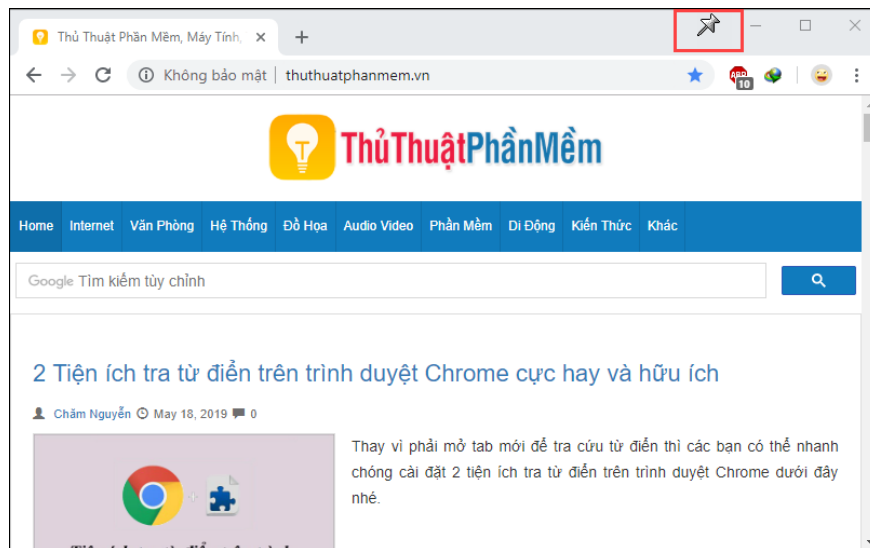 Thủ Thuật Phần Mềm, Máy Tính,
Không bảo mật | thuthuatphanmem.vn
ABP
10
T
ThủThuậtPhầnMềm
Home Internet Văn Phòng Hệ Thống Đồ Họa Audio Video Phần Mềm Di Động Kiến Thức Khác
Google Tìm kiếm tùy chỉnh
2 Tiện ích tra từ điển trên trình duyệt Chrome cực hay và hữu ích
Chăm Nguyễn May 18, 2019 0
Thay vì phải mở tab mới để tra cứu từ điển thì các bạn có thể nhanh
chóng cài đặt 2 tiện ích tra từ điển trên trình duyệt Chrome dưới đây
nhé.